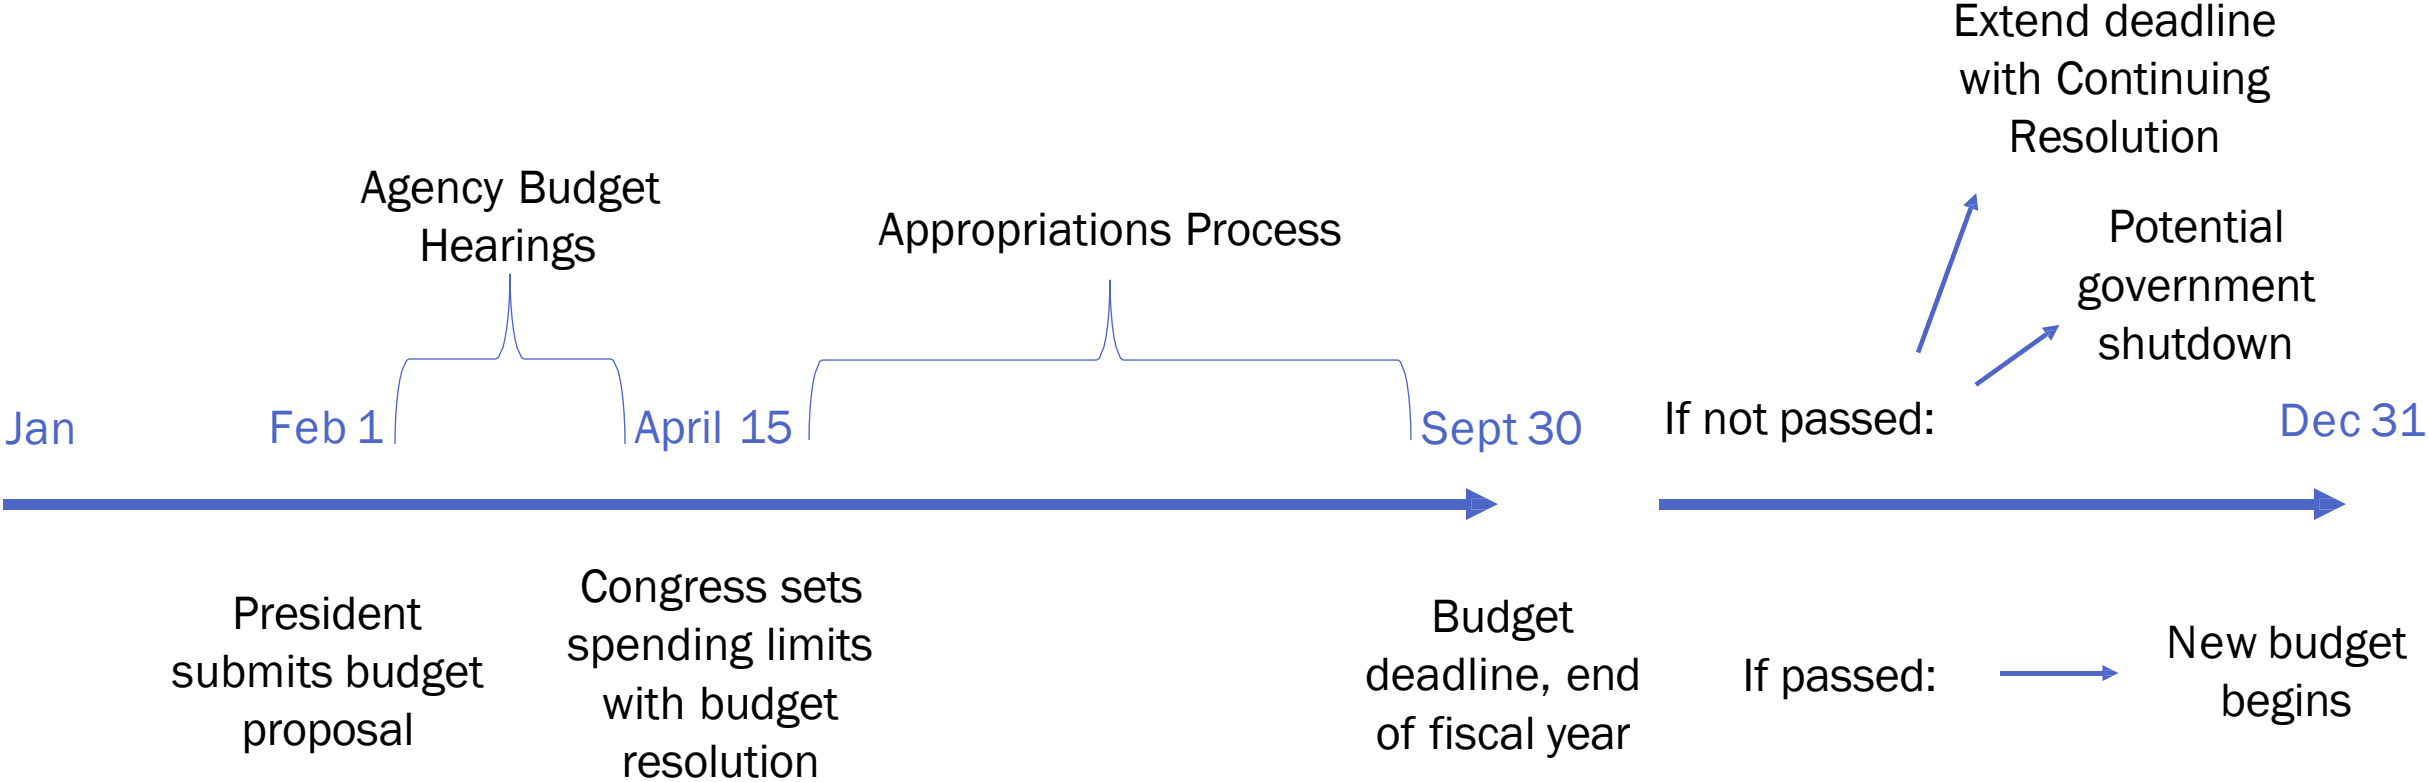 Extend deadline
with Continuing
Resolution
Agency Budget
Hearings
Appropriations Process
Potential
government
shutdown
Jan
Feb 1
April 15
Sept 30
If not passed:
Dec 31
President
submits budget
proposal
Congress sets
spending limits
with budget
resolution
Budget
deadline, end
of fiscal year
If passed:
New budget
begins